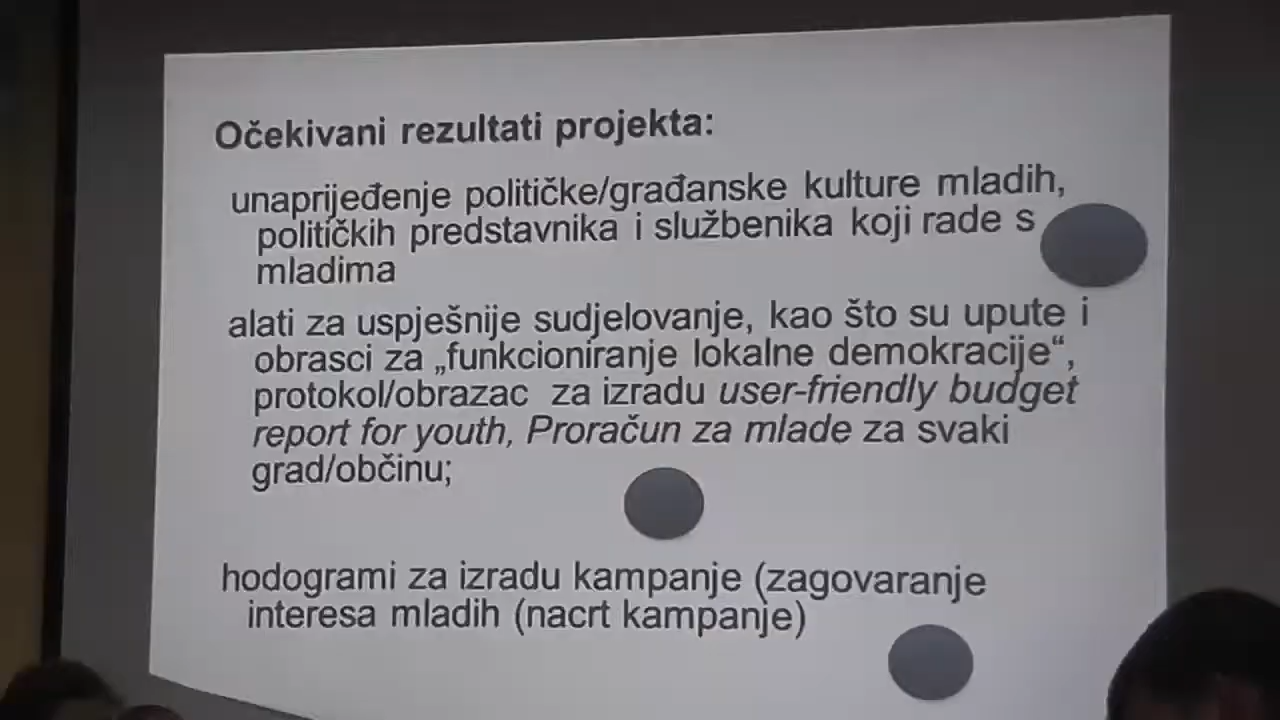 Očekivani rezultati projekta:
unaprijeđenje političke/građanske kulture mladih,
političkih predstavnika i službenika koji rade s
mladima
alati za uspješnije sudjelovanje, kao što su upute i
obrasci za „funkcioniranje lokalne demokracije“,
protokol/obrazac za izradu user-friendly budget
report for youth, Proračun za mlade za svaki
grad/občinu;
hodogrami za izradu kampanje (zagovaranje
interesa mladih (nacrt kampanje)